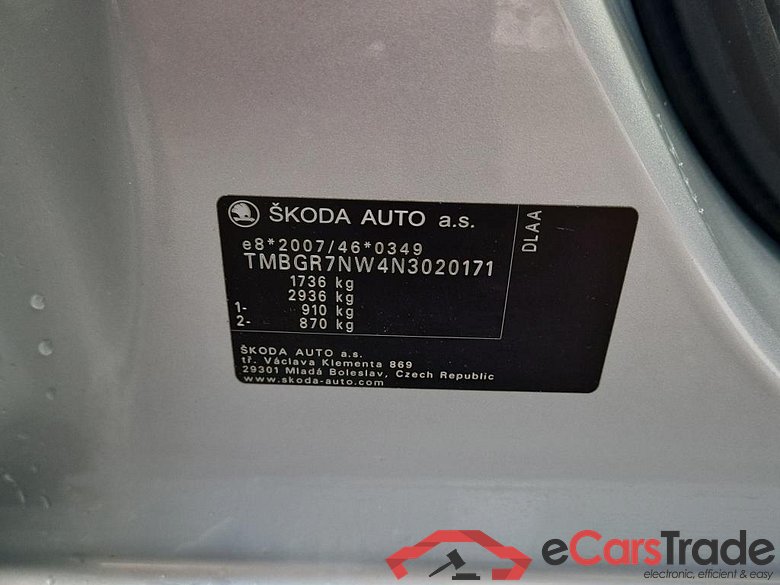 ŠKODA AUTO a.s.
DLAA
e8*2007/46*0349
TMBGR7NW4N3020171
1736 kg
2936 kg
1- 910 kg
2- 870 kg
ŠKODA AUTO a.s.
tř. Václava Klementa 869
29301 Mladá Boleslav, Czech Republic
www.skoda-auto.com
eCarsTrade
electronic, efficient & easy